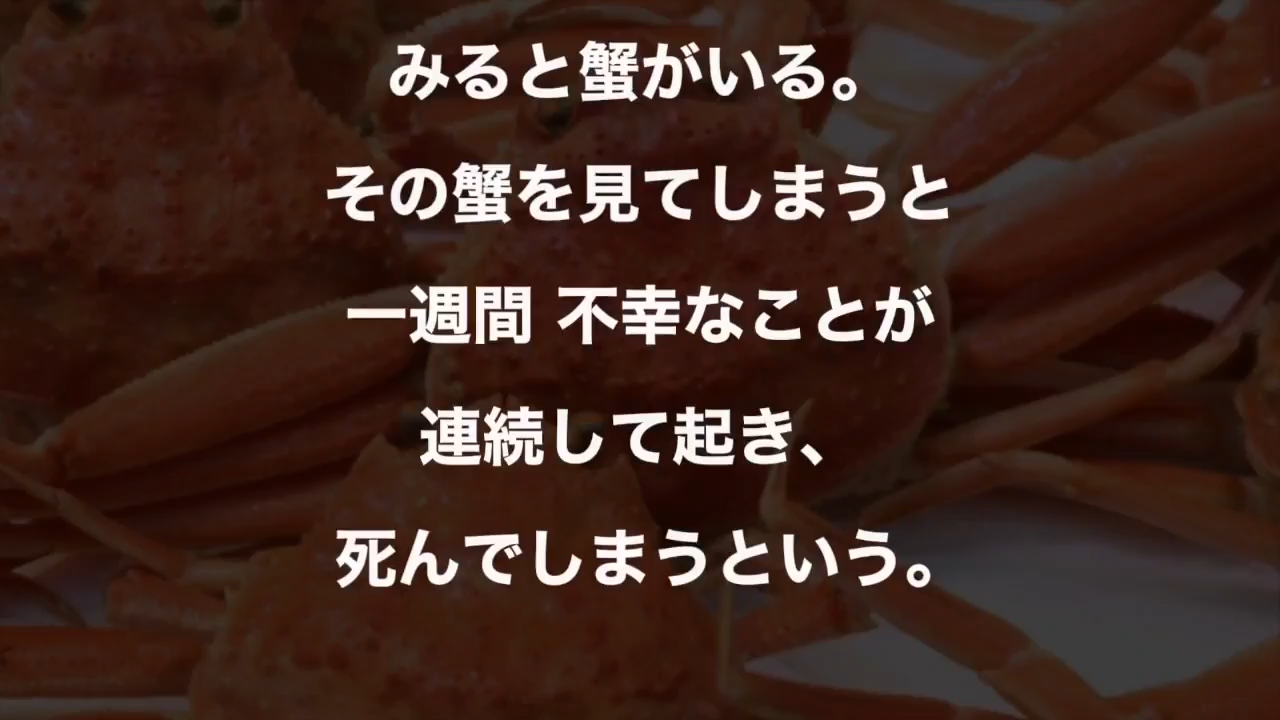 みると蟹がいる。
その蟹を見てしまうと
一週間 不幸なことが
連続して起き、
死んでしまうという。